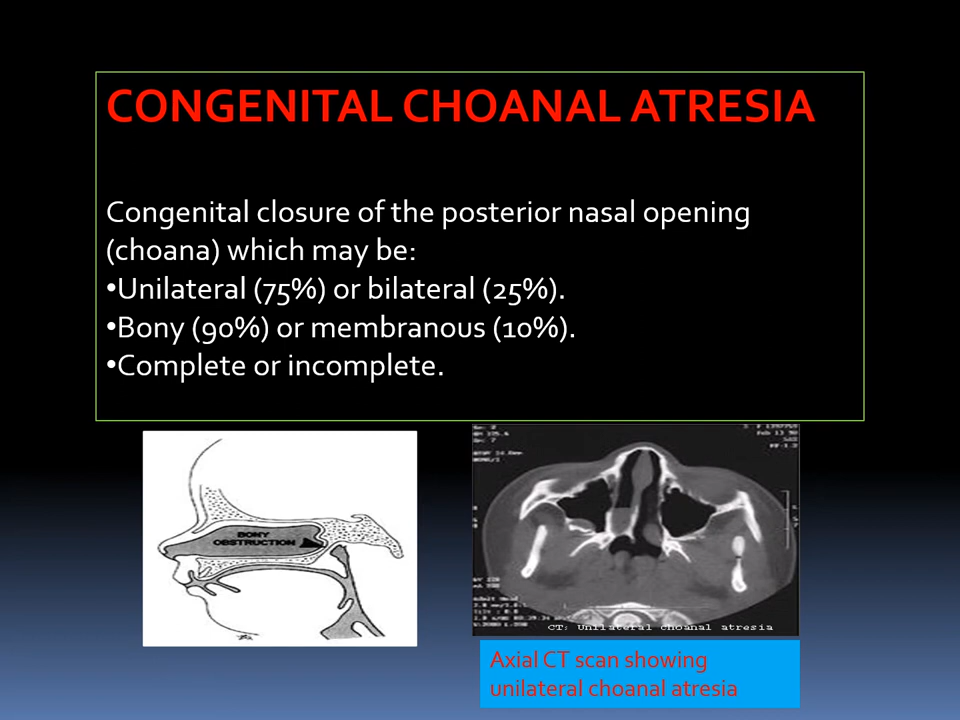 CONGENITAL CHOANAL ATRESIA
Congenital closure of the posterior nasal opening
(choana) which may be:
•Unilateral (75%) or bilateral (25%).
•Bony (90%) or membranous (10%).
•Complete or incomplete.
BONY
OBSTRUCTION
CT: Unilateral choanal atresia
Axial CT scan showing
unilateral choanal atresia